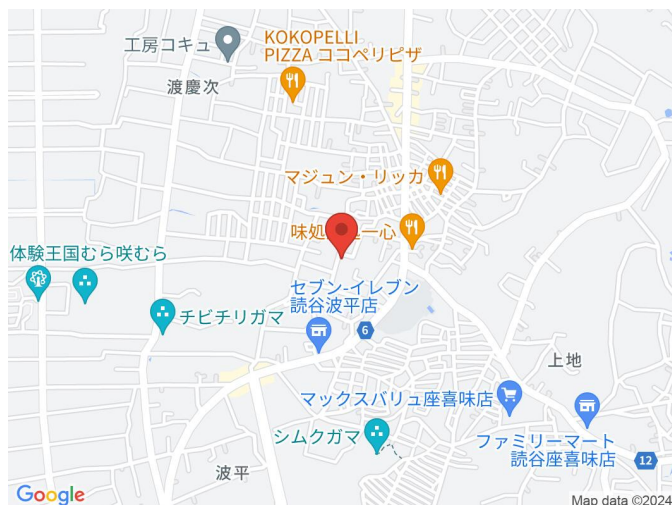 KOKOPELLI
PIZZA ココペリピザ
工房コキュ
渡慶次
マジュン・リッカ
味処
一心
体験王国むら咲むら
セブン-イレブン
読谷波平店
チビチリガマ
6
上地
マックスバリュ座喜味店
シムクガマ
ファミリーマート
読谷座喜味店
12
波平
Google
Map data ©2024